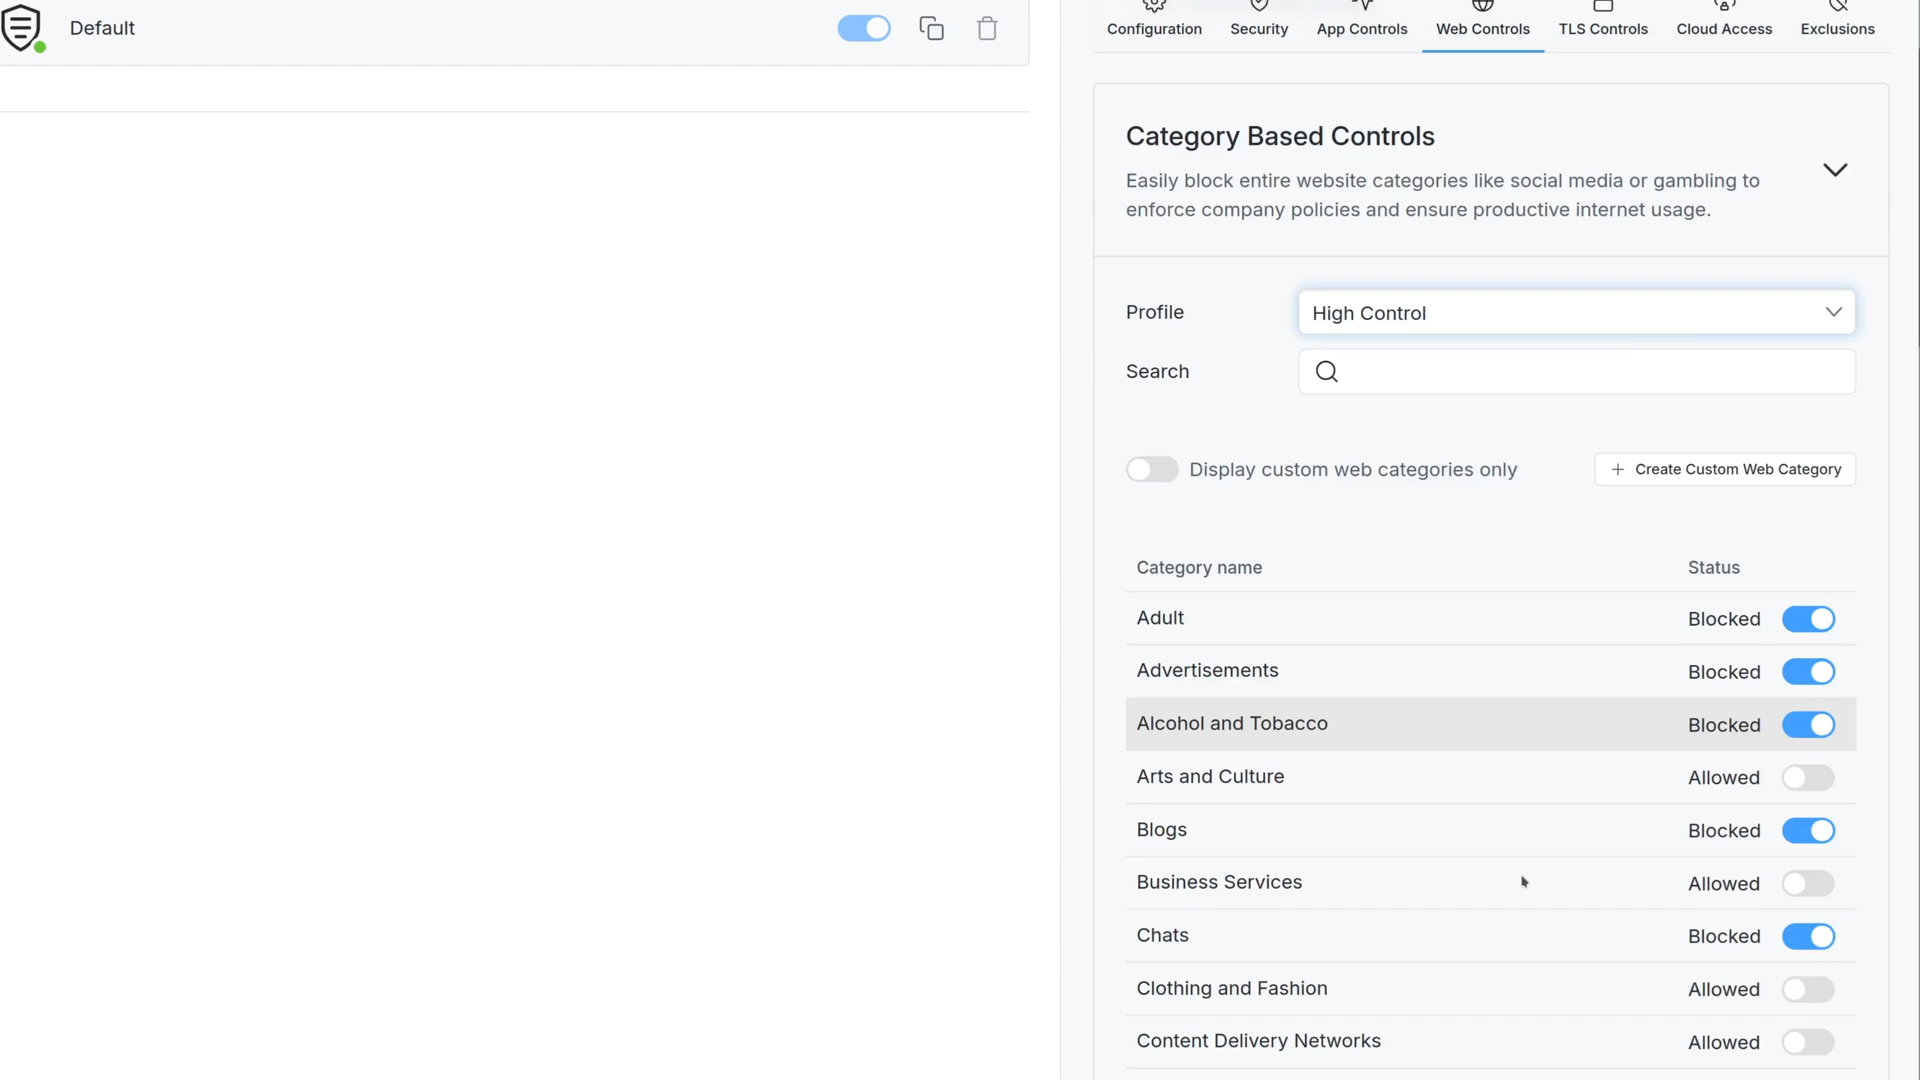 Default
Configuration
Security
App Controls
Web Controls
TLS Controls
Cloud Access
Exclusions
Category Based Controls
Easily block entire website categories like social media or gambling to
enforce company policies and ensure productive internet usage.
Profile
High Control
Search
Display custom web categories only
Create Custom Web Category
Category name Status
Adult Blocked
Advertisements Blocked
Alcohol and Tobacco Blocked
Arts and Culture Allowed
Blogs Blocked
Business Services Allowed
Chats Blocked
Clothing and Fashion Allowed
Content Delivery Networks Allowed